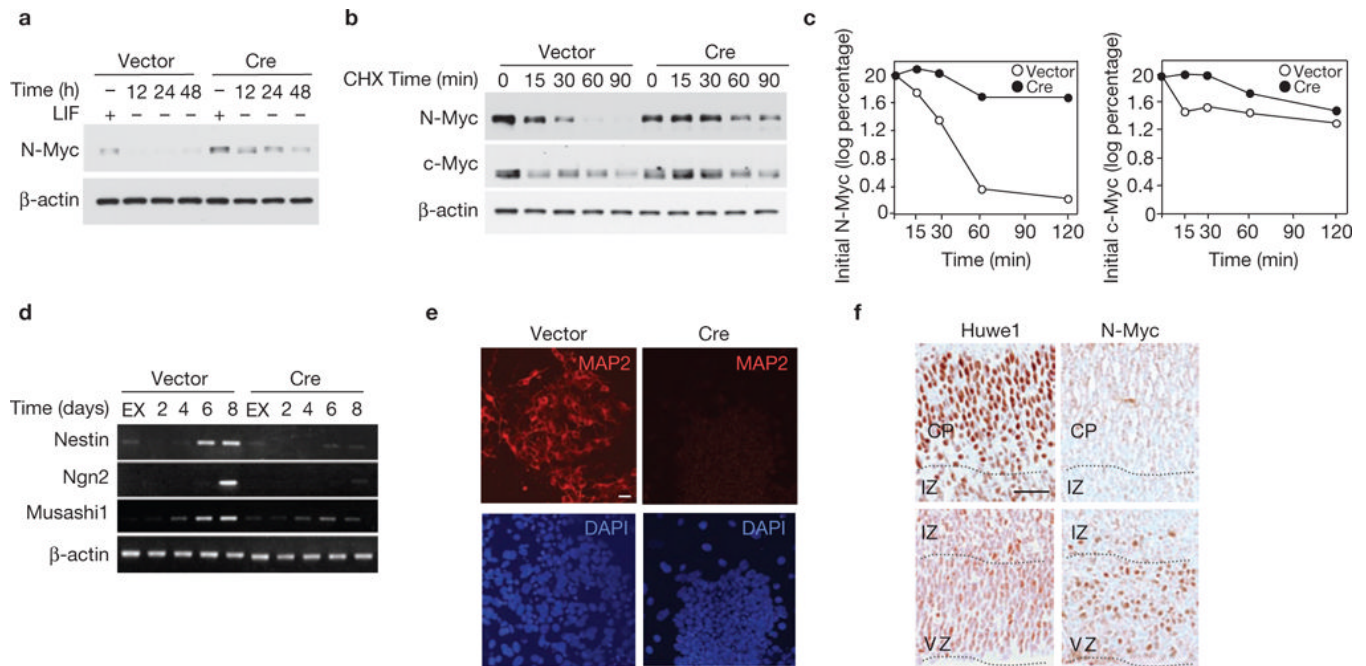 a
Vector Cre
Time (h) – 12 24 48 – 12 24 48
LIF + – – – + – – –
N-Myc
β-actin
b
Vector Cre
CHX Time (min) 0 15 30 60 90 0 15 30 60 90
N-Myc
c-Myc
β-actin
c
Initial N-Myc (log percentage)
20
1.6
1.2
0.8
0.4
0
Vector
Cre
15 30 60 90 120
Time (min)
Initial c-Myc (log percentage)
20
1.6
1.2
0.8
0.4
0
Vector
Cre
15 30 60 90 120
Time (min)
d
Vector Cre
Time (days) EX 2 4 6 8 EX 2 4 6 8
Nestin
Ngn2
Musashi1
β-actin
e
Vector Cre
MAP2 MAP2
DAPI DAPI
f
Huwe1 N-Myc
CP CP
IZ IZ
IZ IZ
VZ VZ